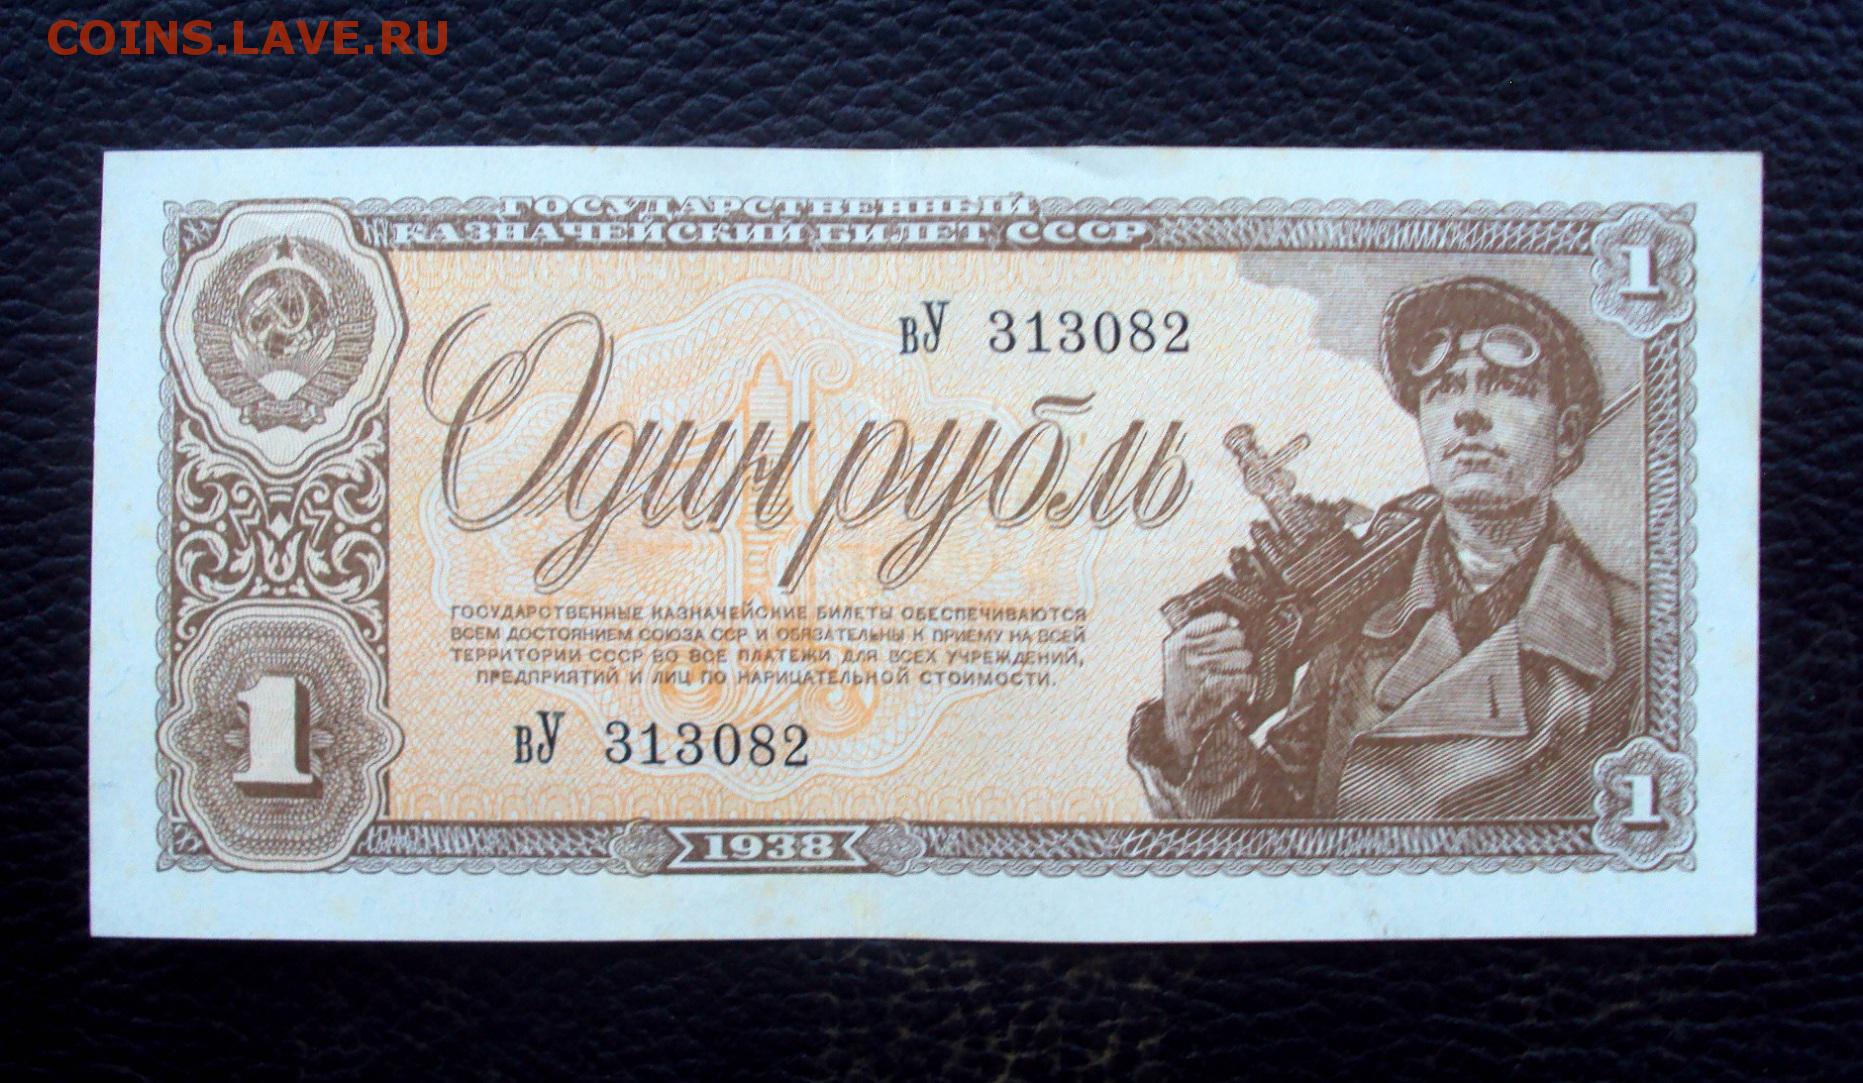 COINS.LAVE.RU
ГОСУДАРСТВЕННЫЙ
КАЗНАЧЕЙСКИЙ БИЛЕТ СССР
1
вУ 313082
Один рубль
ГОСУДАРСТВЕННЫЕ КАЗНАЧЕЙСКИЕ БИЛЕТЫ ОБЕСПЕЧИВАЮТСЯ
ВСЕМ ДОСТОЯНИЕМ СОЮЗА ССР И ОБЯЗАТЕЛЬНЫ К ПРИЕМУ НА ВСЕЙ
ТЕРРИТОРИИ СССР ВО ВСЕ ПЛАТЕЖИ ДЛЯ ВСЕХ УЧРЕЖДЕНИЙ,
ПРЕДПРИЯТИЙ И ЛИЦ ПО НАРИЦАТЕЛЬНОЙ СТОИМОСТИ.
1
вУ 313082
1
1938